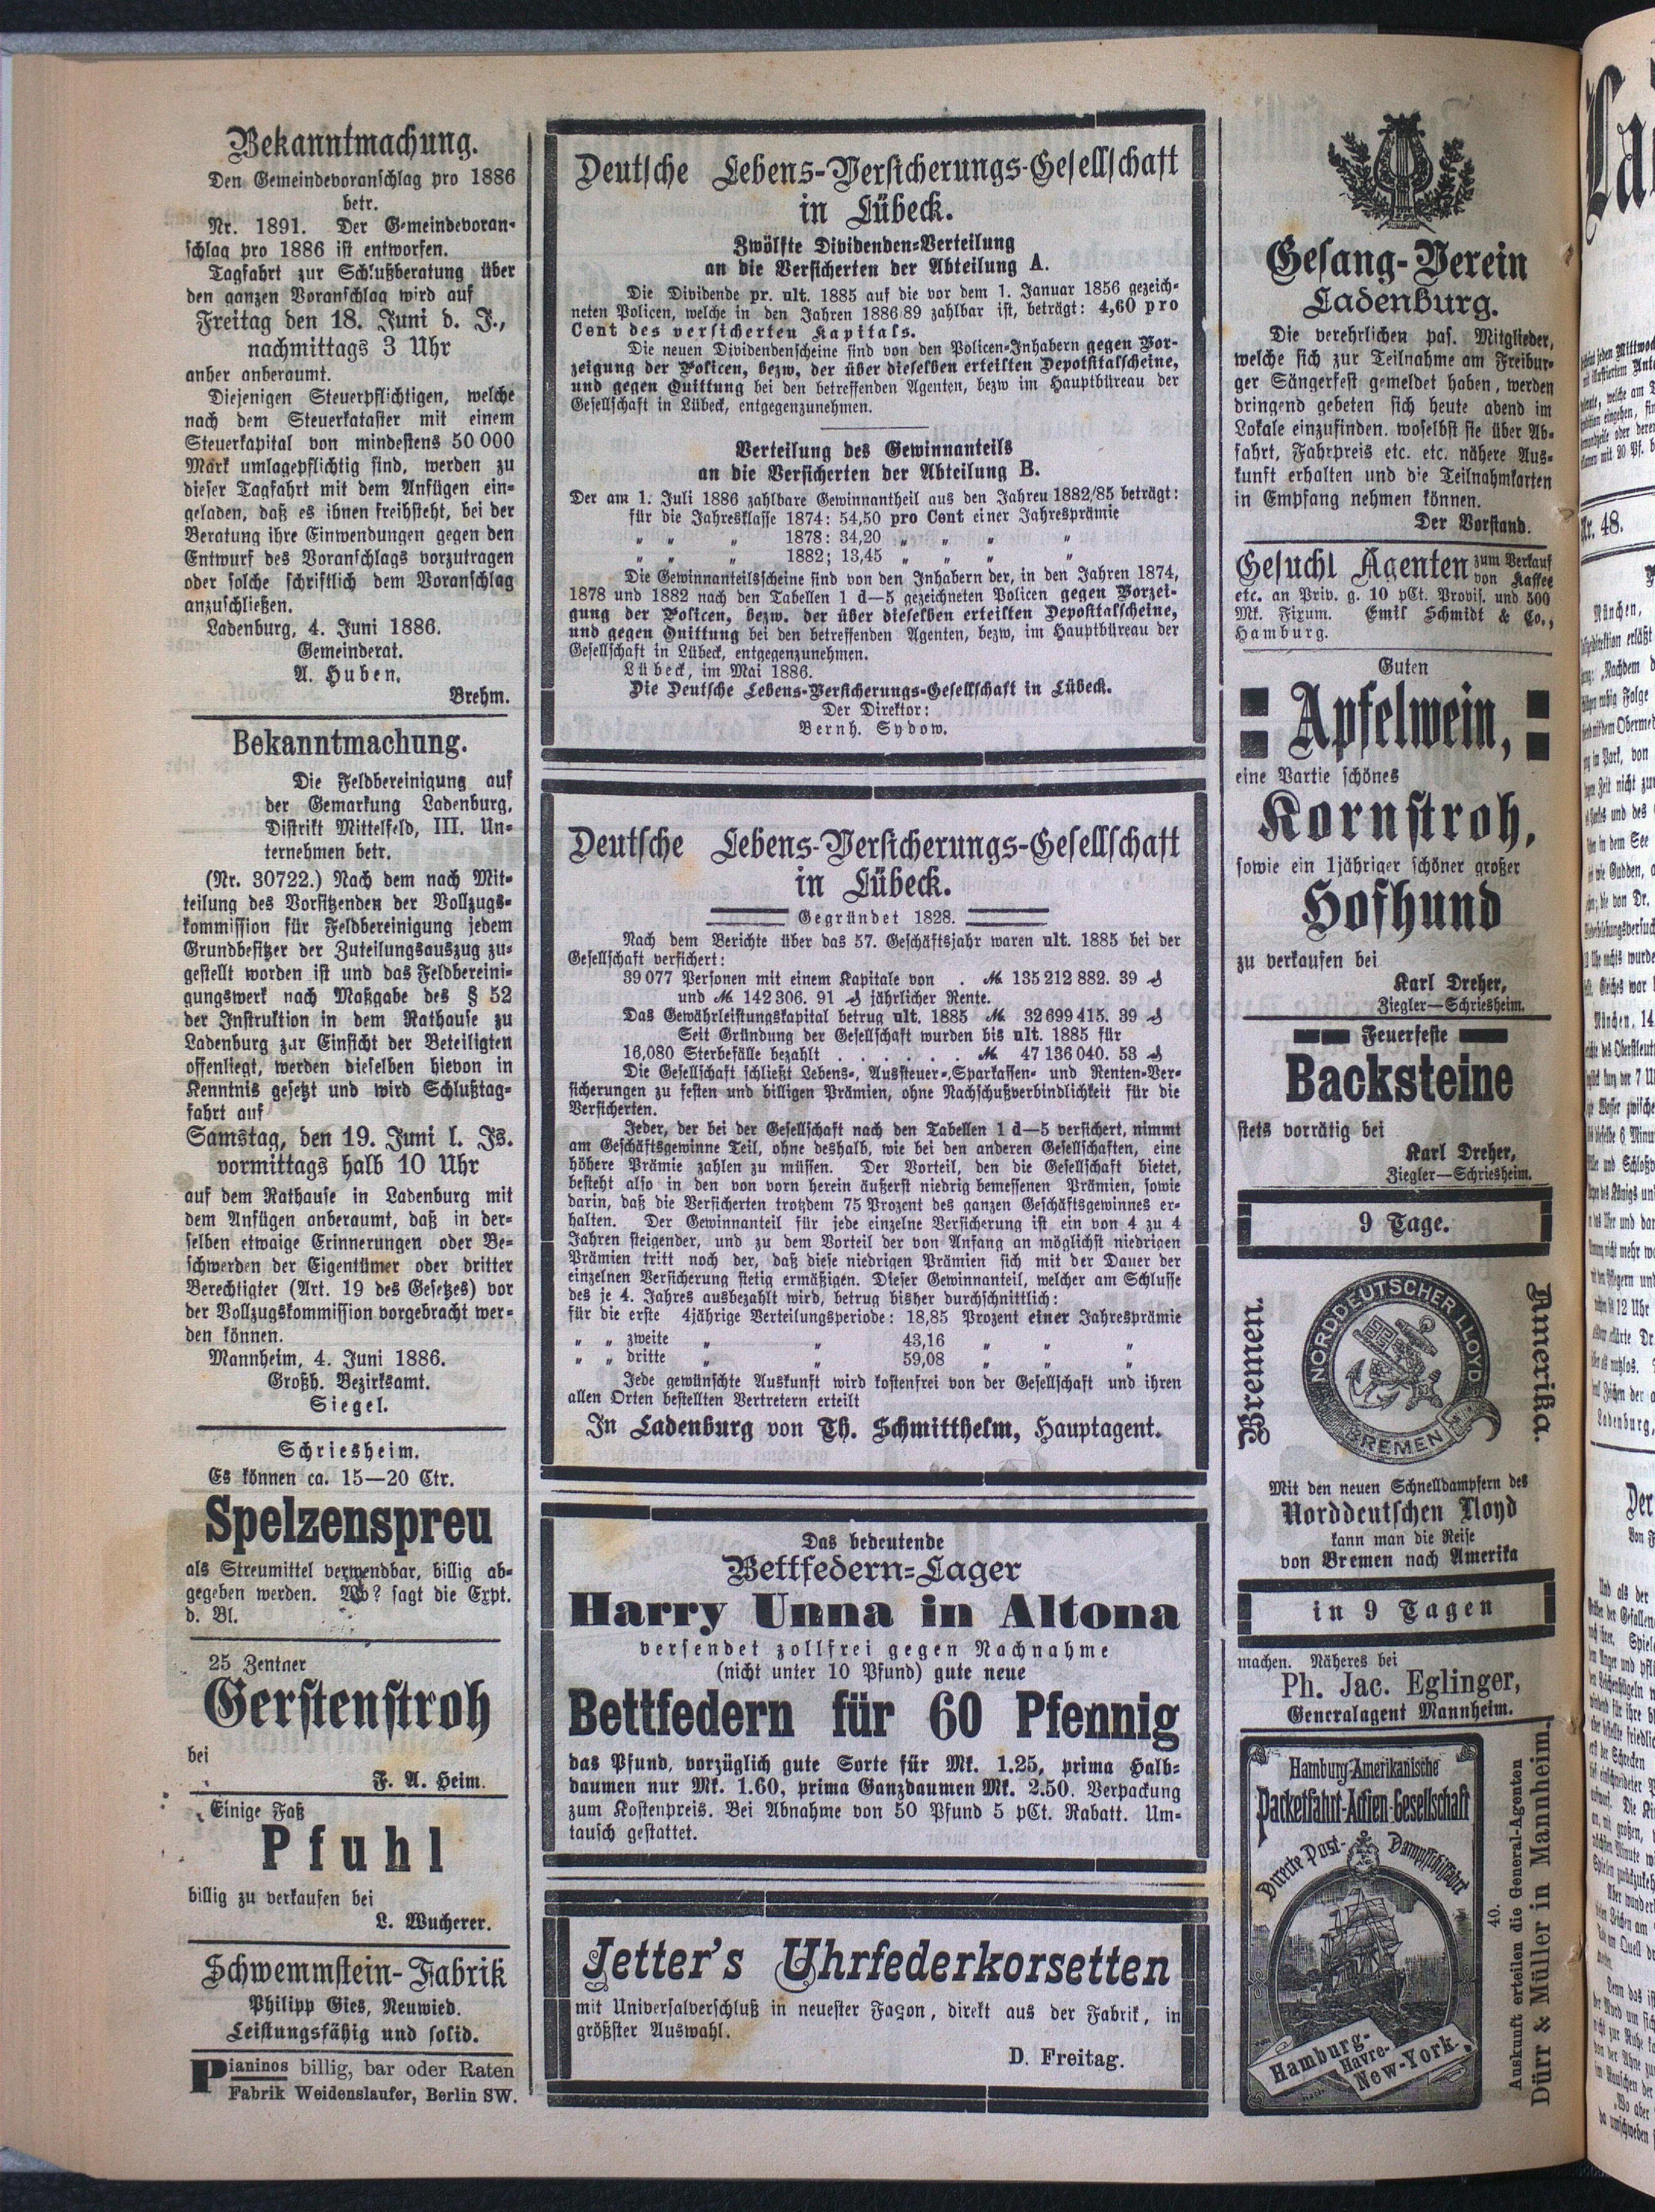 Bekanntmachung.
Den Gemeindevoranschlag pro 1886
betr.
Nr. 1891. Der Gemeindevoran-
schlag pro 1886 ist entworfen.
Tagfahrt zur Schlußberatung über
den ganzen Voranschlag wird auf
Freitag den 18. Juni d. J.,
nachmittags 3 Uhr
anher anberaumt.
Diejenigen Steuerpflichtigen, welche
nach dem Steuerkataster mit einem
Steuerkapital von mindestens 50 000
Mark umlagepflichtig sind, werden zu
dieser Tagfahrt mit dem Anfügen ein-
geladen, daß es ihnen freihsteht, bei der
Beratung ihre Einwendungen gegen den
Entwurf des Voranschlags vorzutragen
oder solche schriftlich dem Voranschlag
anzuschließen.
Ladenburg, 4. Juni 1886.
Gemeinderat.
A. Huben.
Brehm.
Bekanntmachung.
Die Feldbereinigung auf
der Gemarkung Ladenburg,
Distrikt Mittelfeld, III. Un-
ternehmen betr.
(Nr. 30722.) Nach dem nach Mit-
teilung des Vorsitzenden der Vollzugs-
kommission für Feldbereinigung jedem
Grundbesitzer der Zuteilungsauszug zu-
gestellt worden ist und das Feldbereini-
gungswerk nach Maßgabe des § 52
der Instruktion in dem Rathause zu
Ladenburg zur Einsicht der Beteiligten
offenliegt, werden dieselben hievon in
Kenntnis gesetzt und wird Schlußtag-
fahrt auf
Samstag, den 19. Juni l. Js.
vormittags halb 10 Uhr
auf dem Rathause in Ladenburg mit
dem Anfügen anberaumt, daß in der-
selben etwaige Erinnerungen oder Be-
schwerden der Eigentümer oder dritter
Berechtigter (Art. 19 des Gesetzes) vor
der Vollzugskommission vorgebracht wer-
den können.
Mannheim, 4. Juni 1886.
Großh. Bezirksamt.
Siegel.
Schriesheim.
Es können ca. 15—20 Ctr.
Spelzenspreu
als Streumittel verwendbar, billig ab-
gegeben werden. Wo? sagt die Expt.
d. Bl.
25 Zentner
Gerstenstroh
bei
F. A. Heim.
Einige Faß
Pfuhl
billig zu verkaufen bei
L. Wucherer.
Schwemmstein-Fabrik
Philipp Gies, Neuwied.
Leistungsfähig und solid.
Pianinos billig, bar oder Raten
Fabrik Weidenslaufer, Berlin SW.
Deutsche Lebens-Versicherungs-Gesellschaft
in Lübeck.
Zwölfte Dividenden-Verteilung
an die Versicherten der Abteilung A.
Die Dividende pr. ult. 1885 auf die vor dem 1. Januar 1856 gezeich-
neten Policen, welche in den Jahren 1886/89 zahlbar ist, beträgt: 4,60 pro
Cent des versicherten Kapitals.
Die neuen Dividendenscheine sind von den Policen-Inhabern gegen Vor-
zeigung der Policen, bezw. der über dieselben erteilten Depositalscheine,
und gegen Quittung bei den betreffenden Agenten, bezw im Hauptbüreau der
Gesellschaft in Lübeck, entgegenzunehmen.
Verteilung des Gewinnanteils
an die Versicherten der Abteilung B.
Der am 1. Juli 1886 zahlbare Gewinnantheil aus den Jahren 1882/85 beträgt:
für die Jahresklasse 1874: 54,50 pro Cent einer Jahresprämie
" " " 1878: 34,20 " " " "
" " " 1882; 13,45 " " " "
Die Gewinnanteilsscheine sind von den Inhabern der, in den Jahren 1874,
1878 und 1882 nach den Tabellen 1 d—5 gezeichneten Policen gegen Vorzei-
gung der Policen, bezw. der über dieselben erteilten Depositalscheine,
und gegen Quittung bei den betreffenden Agenten, bezw, im Hauptbüreau der
Gesellschaft in Lübeck, entgegenzunehmen.
Lübeck, im Mai 1886.
Die Deutsche Lebens-Versicherungs-Gesellschaft in Lübeck.
Der Direktor:
Bernh. Sydow.
Deutsche Lebens-Versicherungs-Gesellschaft
in Lübeck.
Gegründet 1828.
Nach dem Berichte über das 57. Geschäftsjahr waren ult. 1885 bei der
Gesellschaft versichert:
39 077 Personen mit einem Kapitale von . ℳ 135 212 882. 39 ₰
und ℳ 142 306. 91 ₰ jährlicher Rente.
Das Gewährleistungskapital betrug ult. 1885 ℳ 32 699 415. 39 ₰
Seit Gründung der Gesellschaft wurden bis ult. 1885 für
16,080 Sterbefälle bezahlt . . . . . . . ℳ 47 136 040. 53 ₰
Die Gesellschaft schließt Lebens-, Aussteuer-, Sparkassen- und Renten-Ver-
sicherungen zu festen und billigen Prämien, ohne Nachschußverbindlichkeit für die
Versicherten.
Jeder, der bei der Gesellschaft nach den Tabellen 1 d—5 versichert, nimmt
am Geschäftsgewinne Teil, ohne deshalb, wie bei den anderen Gesellschaften, eine
höhere Prämie zahlen zu müssen. Der Vorteil, den die Gesellschaft bietet,
besteht also in den von vorn herein äußerst niedrig bemessenen Prämien, sowie
darin, daß die Versicherten trotzdem 75 Prozent des ganzen Geschäftsgewinnes er-
halten. Der Gewinnanteil für jede einzelne Versicherung ist ein von 4 zu 4
Jahren steigender, und zu dem Vorteil der von Anfang an möglichst niedrigen
Prämien tritt noch der, daß diese niedrigen Prämien sich mit der Dauer der
einzelnen Versicherung stetig ermäßigen. Dieser Gewinnanteil, welcher am Schlusse
des je 4. Jahres ausbezahlt wird, betrug bisher durchschnittlich:
für die erste 4jährige Verteilungsperiode: 18,85 Prozent einer Jahresprämie
" " zweite " " 43,16 " " "
" " dritte " " 59,08 " " "
Jede gewünschte Auskunft wird kostenfrei von der Gesellschaft und ihren
allen Orten bestellten Vertretern erteilt
In Ladenburg von Th. Schmitthelm, Hauptagent.
Das bedeutende
Bettfedern-Lager
Harry Unna in Altona
versendet zollfrei gegen Nachnahme
(nicht unter 10 Pfund) gute neue
Bettfedern für 60 Pfennig
das Pfund, vorzüglich gute Sorte für Mk. 1.25, prima Halb-
daumen nur Mk. 1.60, prima Ganzdaumen Mk. 2.50. Verpackung
zum Kostenpreis. Bei Abnahme von 50 Pfund 5 pCt. Rabatt. Um-
tausch gestattet.
Jetter's Uhrfederkorsetten
mit Universalverschluß in neuester Façon, direkt aus der Fabrik, in
größster Auswahl.
D. Freitag.
Gesang-Verein
Ladenburg.
Die verehrlichen pas. Mitglieder,
welche sich zur Teilnahme am Freibur-
ger Sängerfest gemeldet haben, werden
dringend gebeten sich heute abend im
Lokale einzufinden. woselbst sie über Ab-
fahrt, Fahrpreis etc. etc. nähere Aus-
kunft erhalten und die Teilnahmkarten
in Empfang nehmen können.
Der Vorstand.
Gesucht Agenten zum Verkauf
von Kaffee
etc. an Priv. g. 10 pCt. Provis. und 500
Mk. Fixum. Emil Schmidt & Co.,
Hamburg.
Guten
Apfelwein,
eine Partie schönes
Kornstroh,
sowie ein 1jähriger schöner großer
Hofhund
zu verkaufen bei
Karl Dreher,
Ziegler—Schriesheim.
Feuerfeste
Backsteine
stets vorrätig bei
Karl Dreher,
Ziegler—Schriesheim.
9 Tage.
Bremen.
NORDDEUTSCHER LLOYD
BREMEN
Amerika.
Mit den neuen Schnelldampfern des
Norddeutschen Lloyd
kann man die Reise
von Bremen nach Amerika
in 9 Tagen
machen. Näheres bei
Ph. Jac. Eglinger,
Generalagent Mannheim.
Hamburg-Amerikanische
Packetfahrt-Actien-Gesellschaft
Directe Post-Dampfschiffahrt
Hamburg-
Havre-
New-York.
40.
Auskunft erteilen die General-Agenten
Dürr & Müller in Mannheim.
Nr. 48.